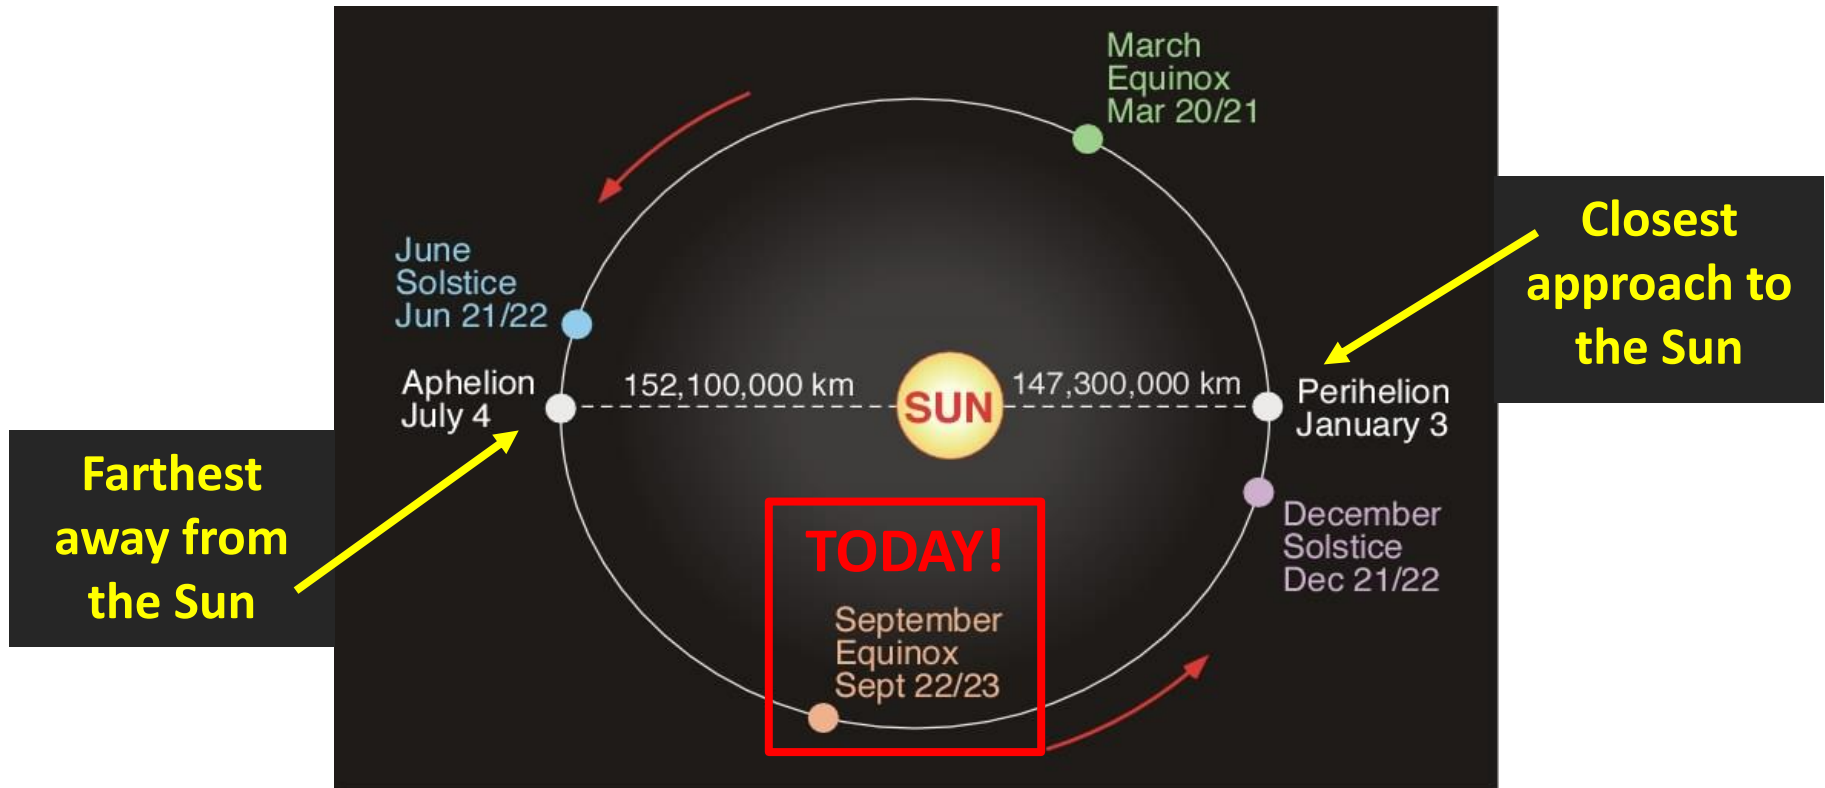 March
Equinox
Mar 20/21
Closest
approach to
the Sun
June
Solstice
Jun 21/22
Aphelion
July 4
152,100,000 km
SUN
147,300,000 km
Perihelion
January 3
Farthest
away from
the Sun
TODAY!
September
Equinox
Sept 22/23
December
Solstice
Dec 21/22